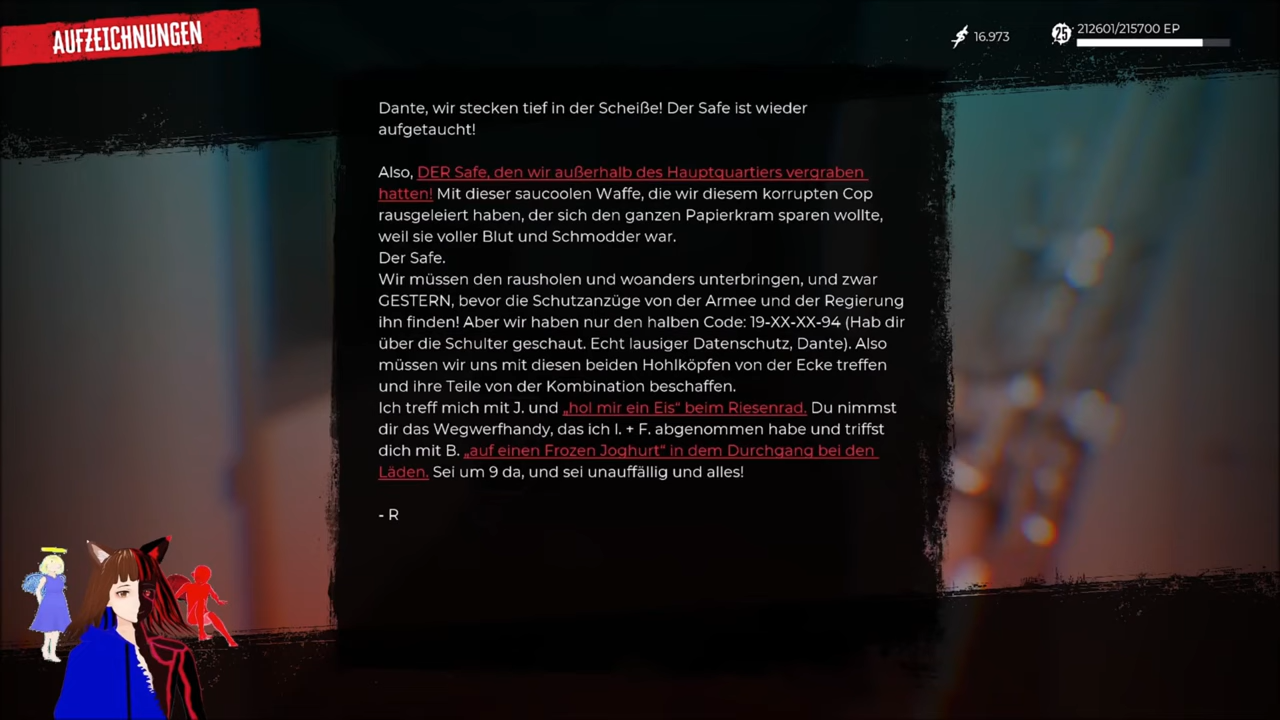 AUFZEICHNUNGEN
16.973
25
212601/215700 EP
Dante, wir stecken tief in der Scheiße! Der Safe ist wieder
aufgetaucht!
Also, DER Safe, den wir außerhalb des Hauptquartiers vergraben
hatten! Mit dieser saucoolen Waffe, die wir diesem korrupten Cop
rausgeleiert haben, der sich den ganzen Papierkram sparen wollte,
weil sie voller Blut und Schmodder war.
Der Safe.
Wir müssen den rausholen und woanders unterbringen, und zwar
GESTERN, bevor die Schutzanzüge von der Armee und der Regierung
ihn finden! Aber wir haben nur den halben Code: 19-XX-XX-94 (Hab dir
über die Schulter geschaut. Echt lausiger Datenschutz, Dante). Also
müssen wir uns mit diesen beiden Hohlköpfen von der Ecke treffen
und ihre Teile von der Kombination beschaffen.
Ich treff mich mit J. und „hol mir ein Eis“ beim Riesenrad. Du nimmst
dir das Wegwerfhandy, das ich I. + F. abgenommen habe und triffst
dich mit B. „auf einen Frozen Joghurt“ in dem Durchgang bei den
Läden. Sei um 9 da, und sei unauffällig und alles!
- R